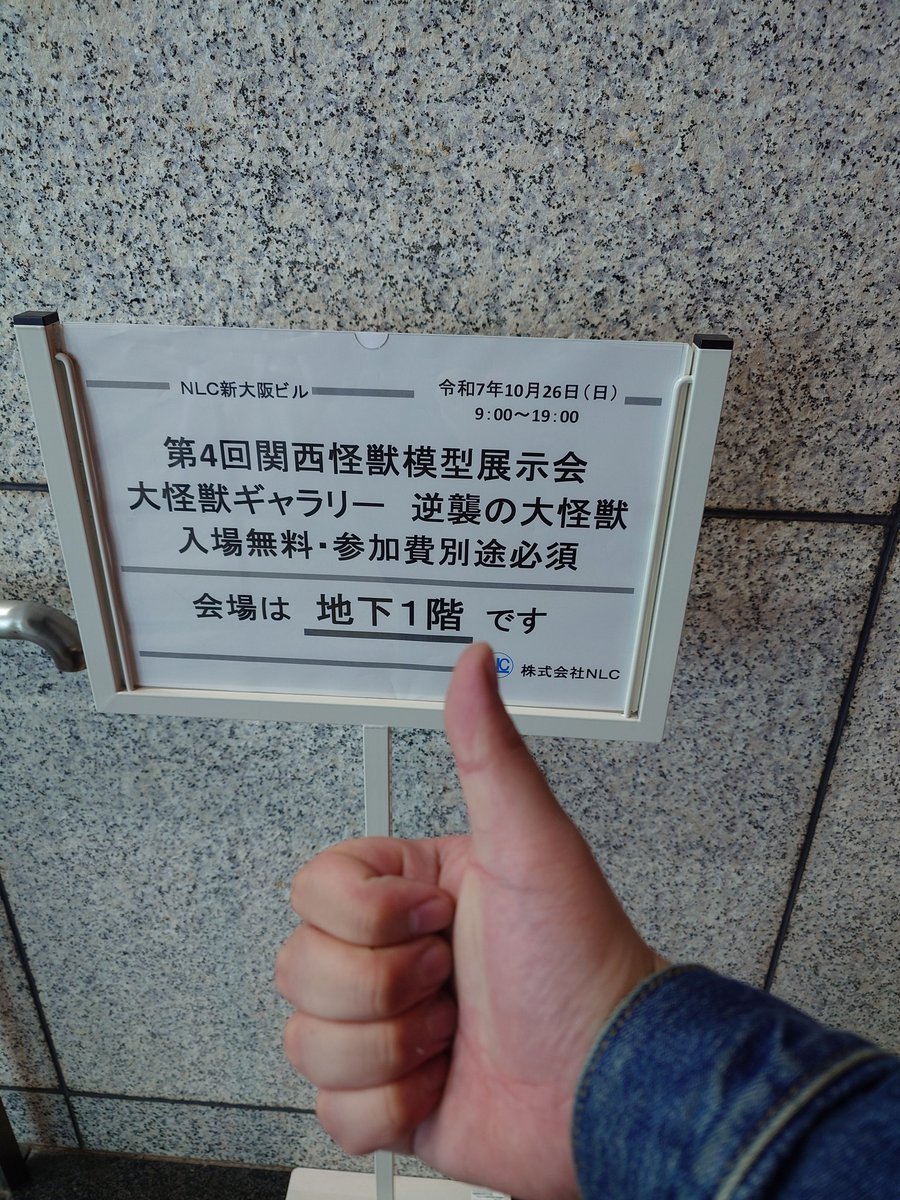 NLC新大阪ビル
令和7年10月26日(日)
9:00〜19:00
第4回関西怪獣模型展示会
大怪獣ギャラリー 逆襲の大怪獣
入場無料・参加費別途必須
会場は 地下1階 です
株式会社NLC